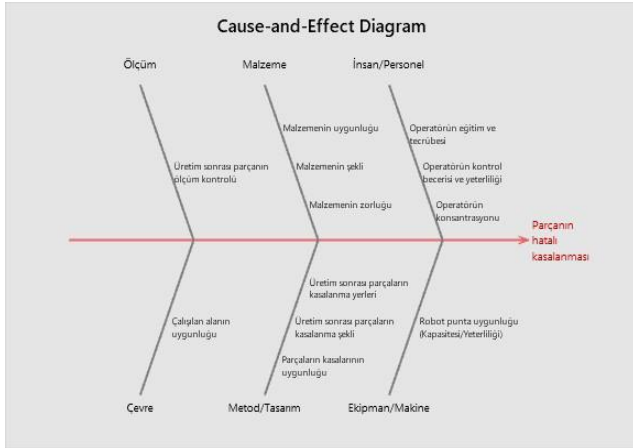 Cause-and-Effect Diagram
Ölçüm
Malzeme
İnsan/Personel
Malzemenin uygunluğu
Operatörün eğitim ve
tecrübesi
Üretim sonrası parçanın
ölçüm kontrolü
Malzemenin şekli
Operatörün kontrol
becerisi ve yeterliliği
Malzemenin zorluğu
Operatörün
konsantrasyonu
Parçanın
hatalı
kasalanması
Üretim sonrası parçaların
kasalanma yerleri
Çalışılan alanın
uygunluğu
Üretim sonrası parçaların
kasalanma şekli
Robot punta uygunluğu
(Kapasitesi/Yeterliliği)
Parçaların kasalarının
uygunluğu
Çevre
Metod/Tasarım
Ekipman/Makine